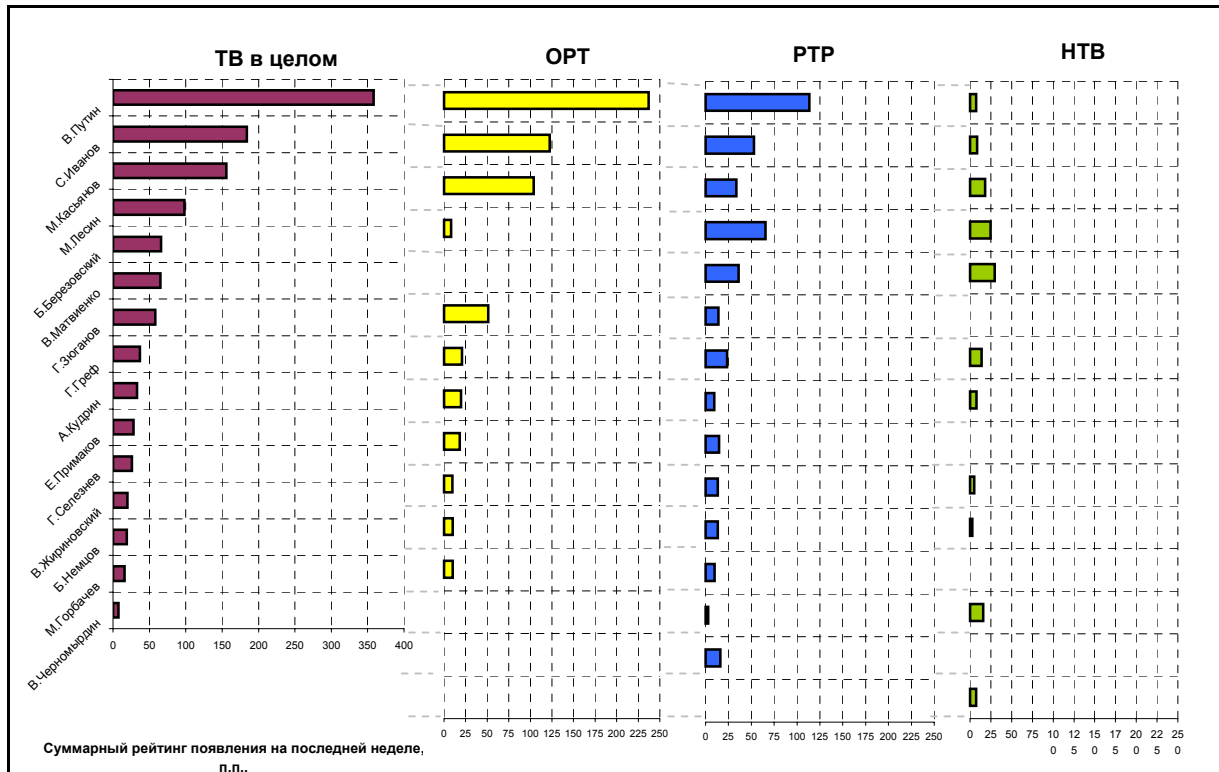 ТВ в целом
ОРТ
РТР
НТВ
В.Путин
С.Иванов
М.Касьянов
М.Лесин
Б.Березовский
В.Матвиенко
Г.Зюганов
Г.Греф
А.Кудрин
Е.Примаков
Г.Селезнев
В.Жириновский
Б.Немцов
М.Горбачев
В.Черномырдин
0 50 100 150 200 250 300 350 400
0 25 50 75 100 125 150 175 200 225 250
0 25 50 75 100 125 150 175 200 225 250
0 25 50 75 10 12 15 17 20 22 25
0 5 0 5 0 5 0
Суммарный рейтинг появления на последней неделе,
п.п..